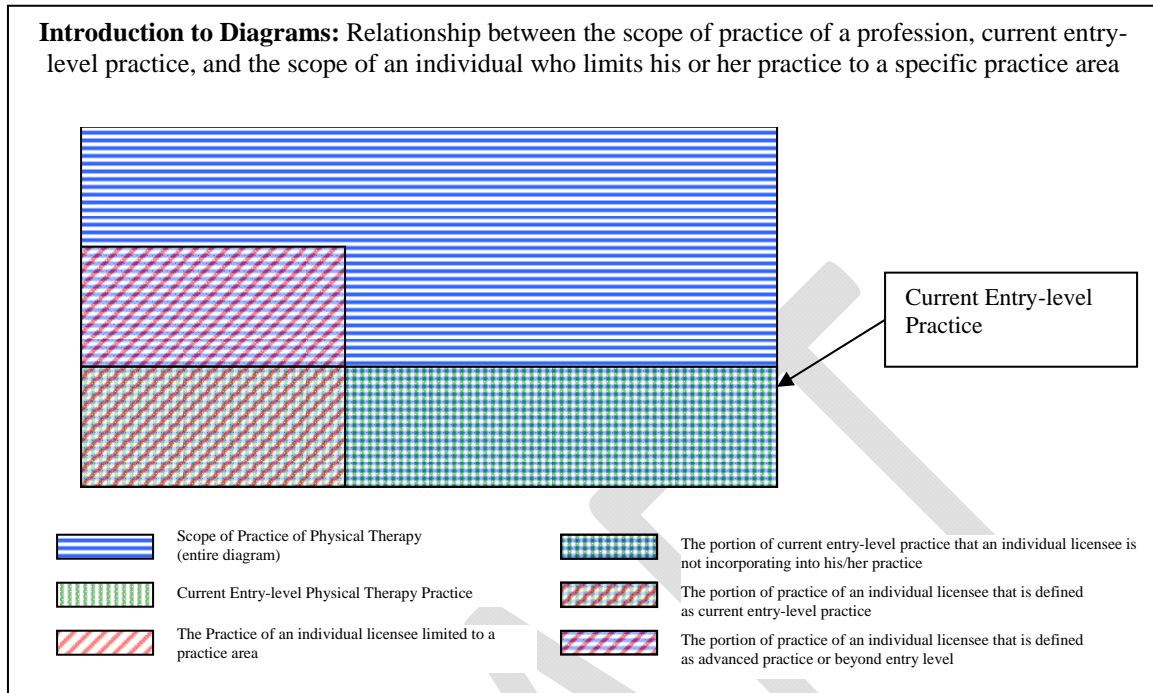 Introduction to Diagrams: Relationship between the scope of practice of a profession, current entry-
level practice, and the scope of an individual who limits his or her practice to a specific practice area
Current Entry-level
Practice
Scope of Practice of Physical Therapy
(entire diagram)
Current Entry-level Physical Therapy Practice
The Practice of an individual licensee limited to a
practice area
The portion of current entry-level practice that an individual licensee is
not incorporating into his/her practice
The portion of practice of an individual licensee that is defined
as current entry-level practice
The portion of practice of an individual licensee that is defined
as advanced practice or beyond entry level